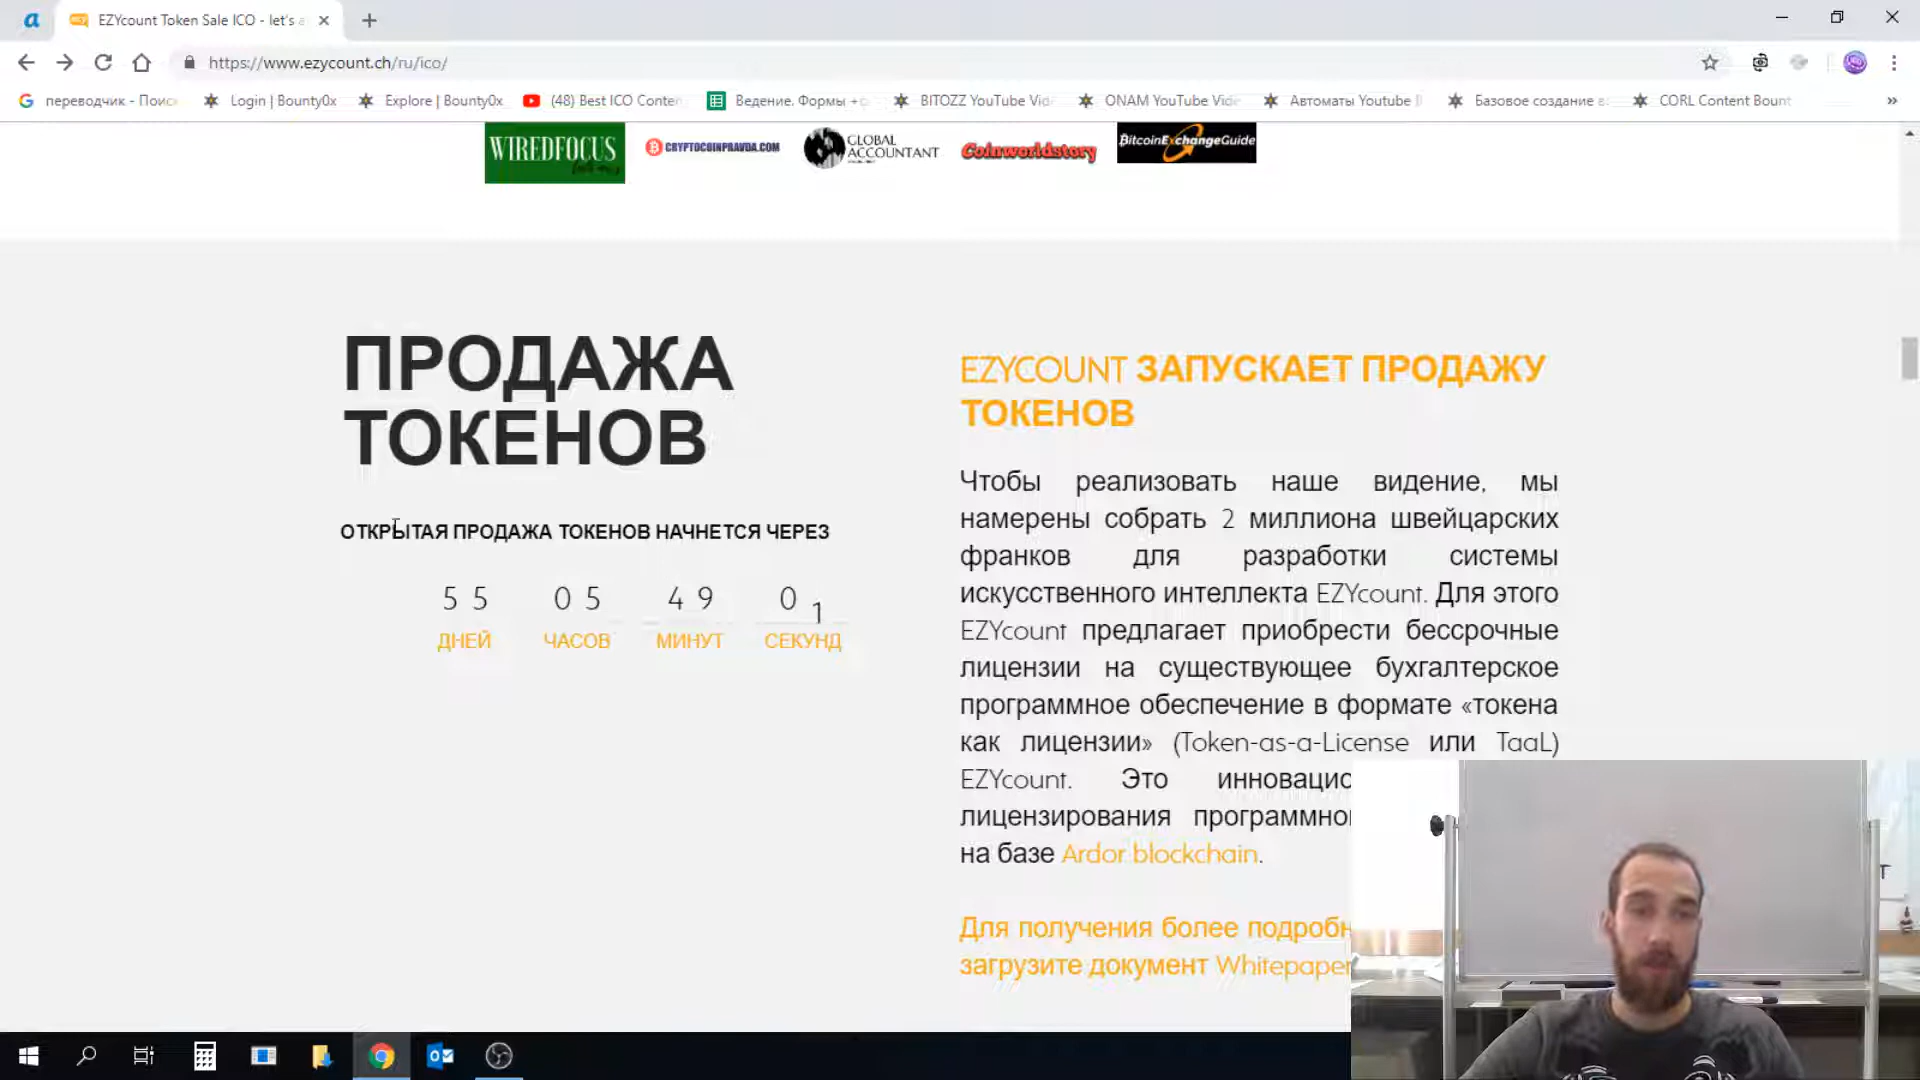 EZYcount Token Sale ICO - let's a
https://www.ezycount.ch/ru/ico/
переводчик - Поиск
Login | Bounty0x
Explore | Bounty0x
(48) Best ICO Conten
Ведение. Формы +
BITOZZ YouTube Vid
ONAM YouTube Vide
Автоматы Youtube
Базовое создание в
CORL Content Bount
WIREDFOCUS
CRYPTOCOINPRAVDA.COM
GLOBAL
ACCOUNTANT
Coinworldstory
BitcoinExchangeGuide
ПРОДАЖА
ТОКЕНОВ
ОТКРЫТАЯ ПРОДАЖА ТОКЕНОВ НАЧНЕТСЯ ЧЕРЕЗ
55 05 49 01
ДНЕЙ ЧАСОВ МИНУТ СЕКУНД
EZYCOUNT ЗАПУСКАЕТ ПРОДАЖУ
ТОКЕНОВ
Чтобы реализовать наше видение, мы
намерены собрать 2 миллиона швейцарских
франков для разработки системы
искусственного интеллекта EZYcount. Для этого
EZYcount предлагает приобрести бессрочные
лицензии на существующее бухгалтерское
программное обеспечение в формате «токена
как лицензии» (Token-as-a-License или TaaL)
EZYcount. Это инновацио
лицензирования программно
на базе Ardor blockchain.
Для получения более подробн
загрузите документ Whitepaper